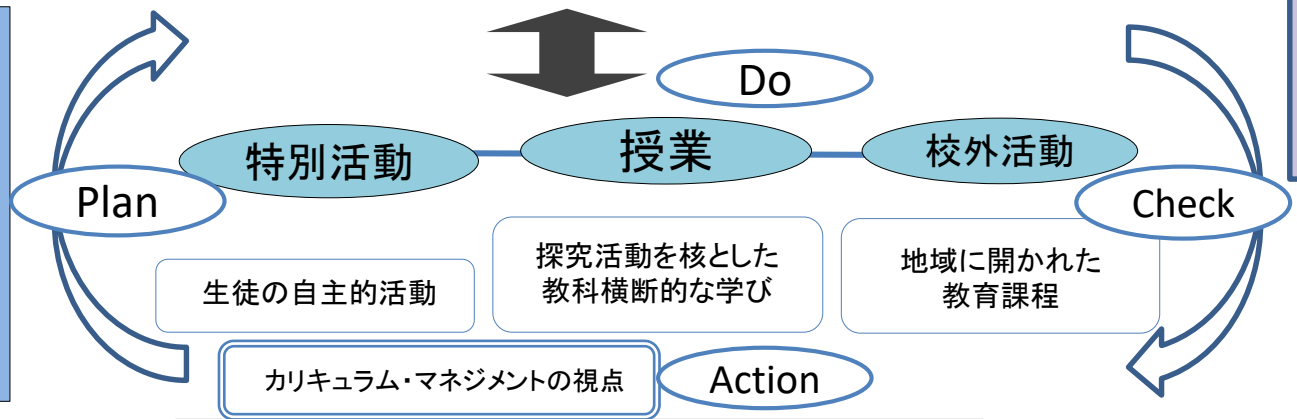 Do
特別活動
授業
校外活動
Plan
Check
生徒の自主的活動
探究活動を核とした
教科横断的な学び
地域に開かれた
教育課程
カリキュラム・マネジメントの視点
Action